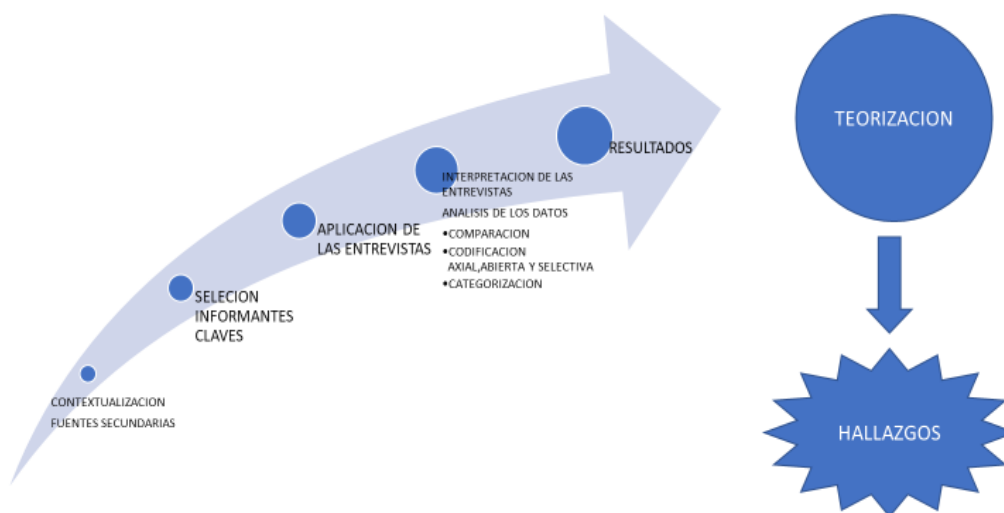 CONTEXTUALIZACION
FUENTES SECUNDARIAS
SELECION
INFORMANTES
CLAVES
APLICACION DE
LAS ENTREVISTAS
INTERPRETACION DE LAS
ENTREVISTAS
ANALISIS DE LOS DATOS
•COMPARACION
•CODIFICACION
AXIAL,ABIERTA Y SELECTIVA
•CATEGORIZACION
RESULTADOS
TEORIZACION
HALLAZGOS